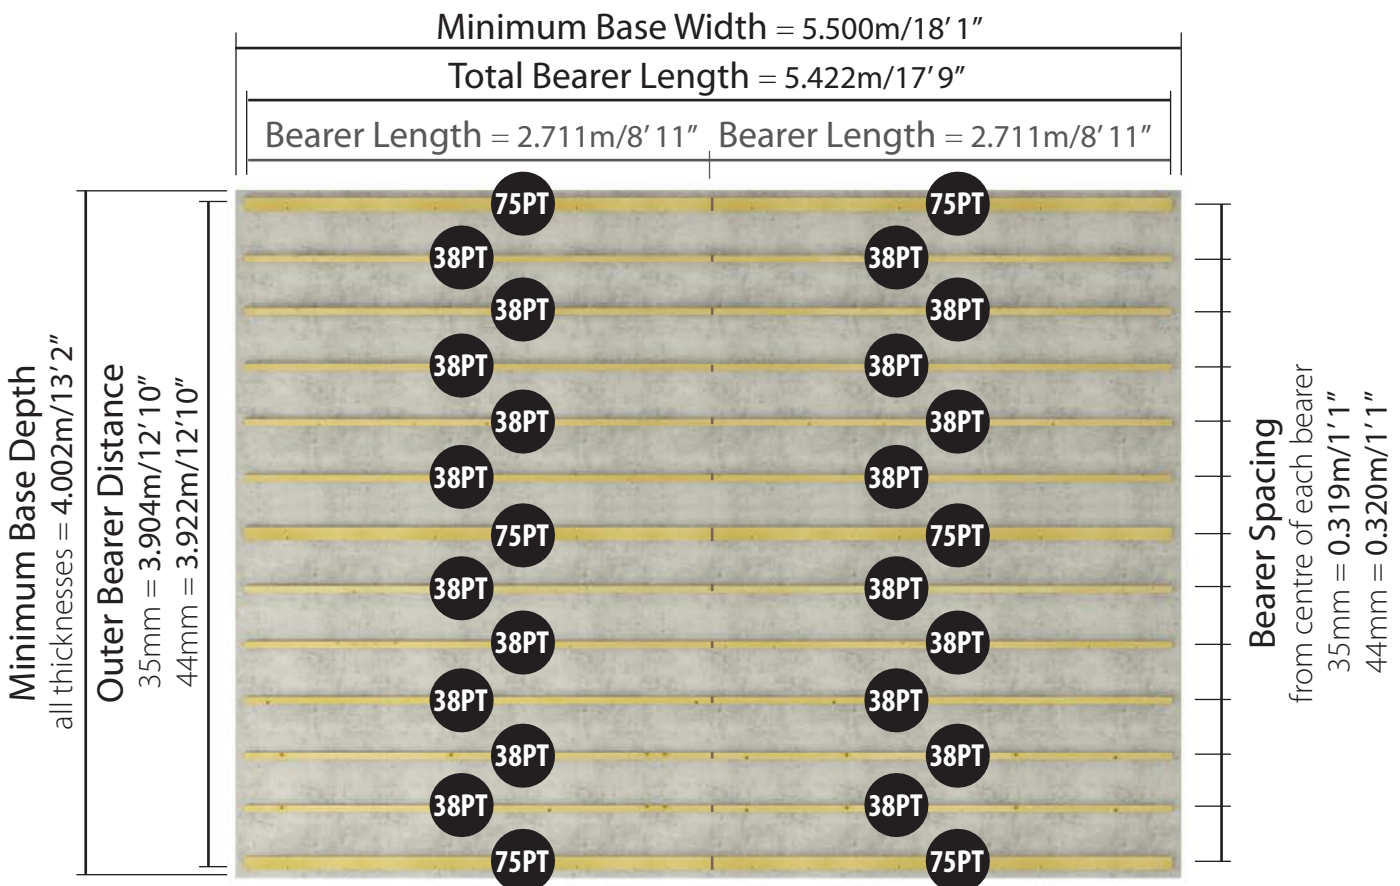 Minimum Base Width = 5.500m/18′ 1″
Total Bearer Length = 5.422m/17′ 9″
Bearer Length = 2.711m/8′ 11″ Bearer Length = 2.711m/8′ 11″
Minimum Base Depth
all thicknesses = 4.002m/13′ 2″
Outer Bearer Distance
35mm = 3.904m/12′ 10″
44mm = 3.922m/12′10″
75PT 75PT
38PT 38PT
38PT 38PT
38PT 38PT
38PT 38PT
38PT 38PT
75PT 75PT
38PT 38PT
38PT 38PT
38PT 38PT
38PT 38PT
38PT 38PT
75PT 75PT
Bearer Spacing
from centre of each bearer
35mm = 0.319m/1′ 1″
44mm = 0.320m/1′ 1″